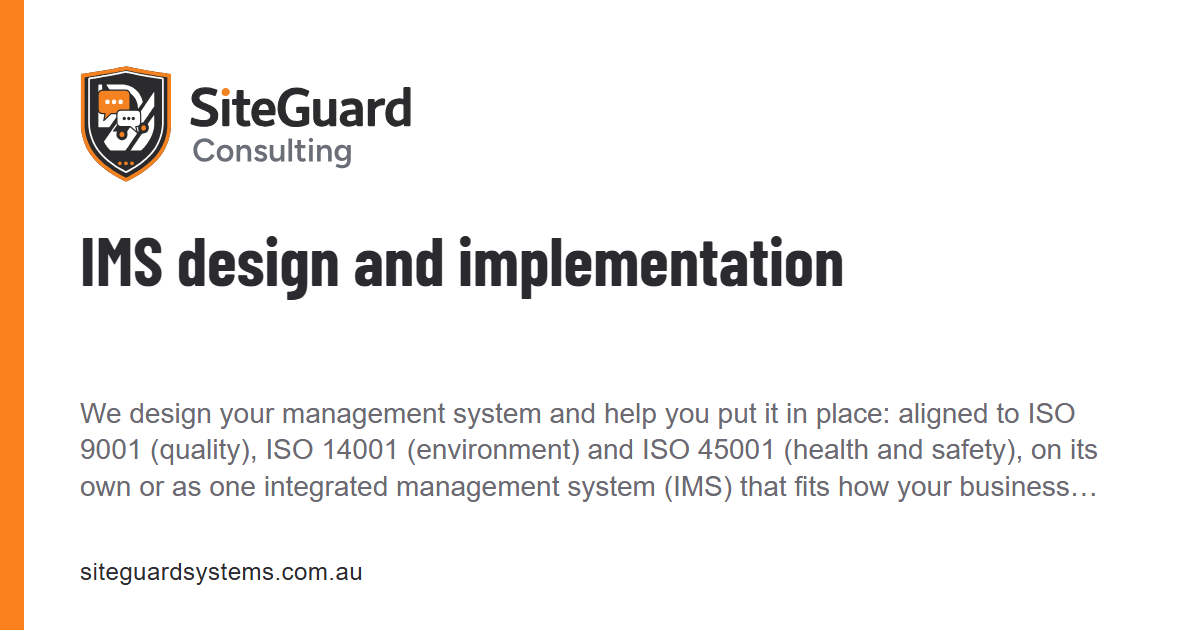 SiteGuard
Consulting
IMS design and implementation
We design your management system and help you put it in place: aligned to ISO
9001 (quality), ISO 14001 (environment) and ISO 45001 (health and safety), on its
own or as one integrated management system (IMS) that fits how your business…
siteguardsystems.com.au